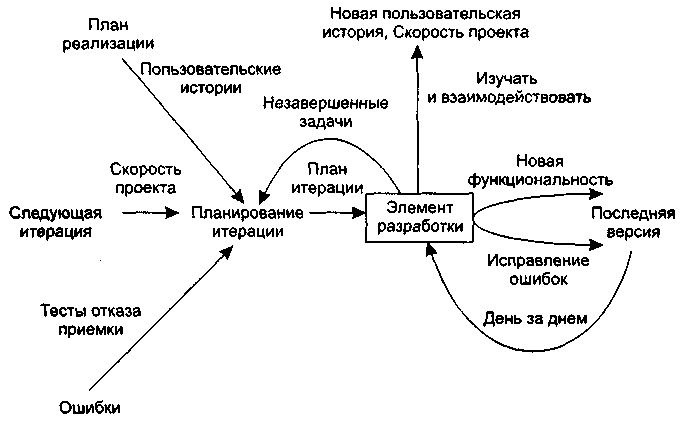 План
реализации
Пользовательские
истории
Новая пользовательская
история, Скорость проекта
Изучать
и взаимодействовать
Незавершенные
задачи
Скорость
проекта
План
итерации
Новая
функциональность
Следующая
итерация
Планирование
итерации
Элемент
разработки
Последняя
версия
Исправление
ошибок
Тесты отказа
приемки
День за днем
Ошибки